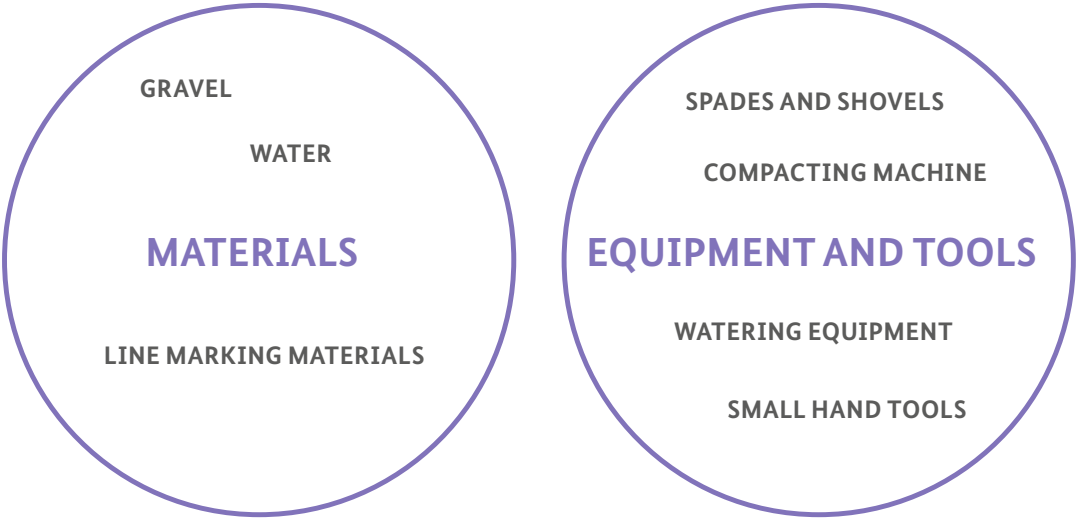 GRAVEL
WATER
MATERIALS
LINE MARKING MATERIALS
SPADES AND SHOVELS
COMPACTING MACHINE
EQUIPMENT AND TOOLS
WATERING EQUIPMENT
SMALL HAND TOOLS